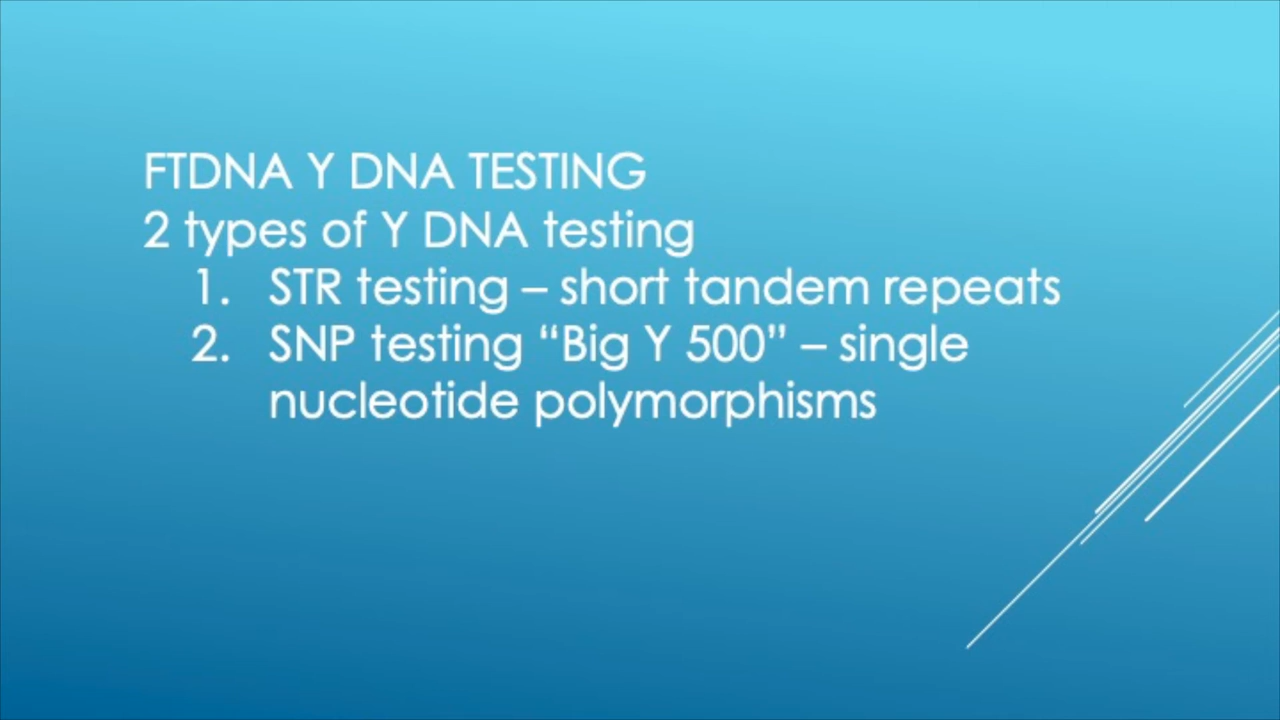 FTDNA Y DNA TESTING
2 types of Y DNA testing
1. STR testing – short tandem repeats
2. SNP testing “Big Y 500” – single
nucleotide polymorphisms